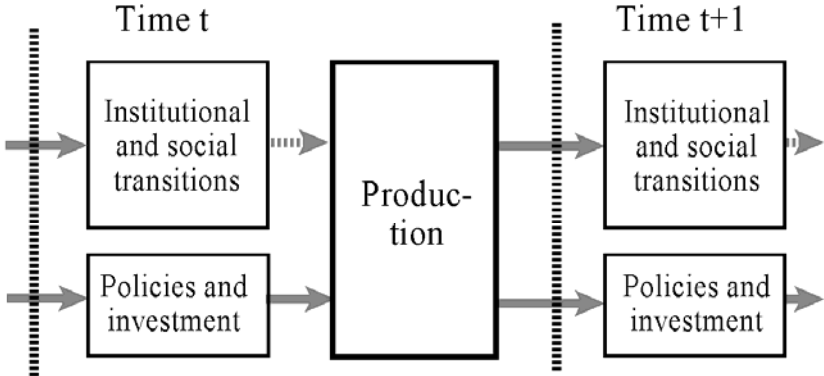 Time t
Time t+1
Institutional
and social
transitions
Produc-
tion
Institutional
and social
transitions
Policies and
investment
Policies and
investment